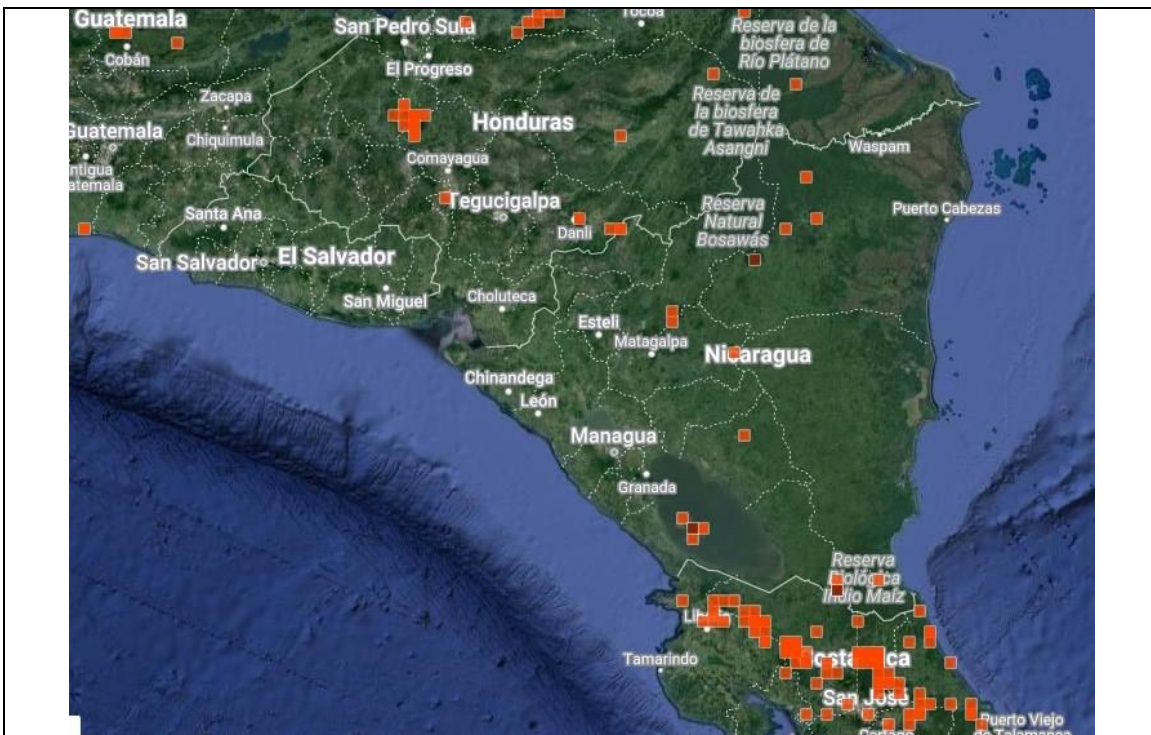 Guatemala
Cobán
San Pedro Sula
Tocoa
Reserva de la
biosfera de
Río Plátano
El Progreso
Zacapa
Guatemala
Chiquimula
Honduras
Reserva de
la biosfera
de Tawahka
Asangni
Waspam
Comayagua
Tegucigalpa
Santa Ana
Danlí
Reserva
Natural
Bosawás
Puerto Cabezas
San Salvador
El Salvador
San Miguel
Choluteca
Estelí
Matagalpa
Nicaragua
Chinandega
León
Managua
Granada
Reserva
Biológica
Indio Maíz
Tamarindo
San José
Puerto Viejo
de Talamanca